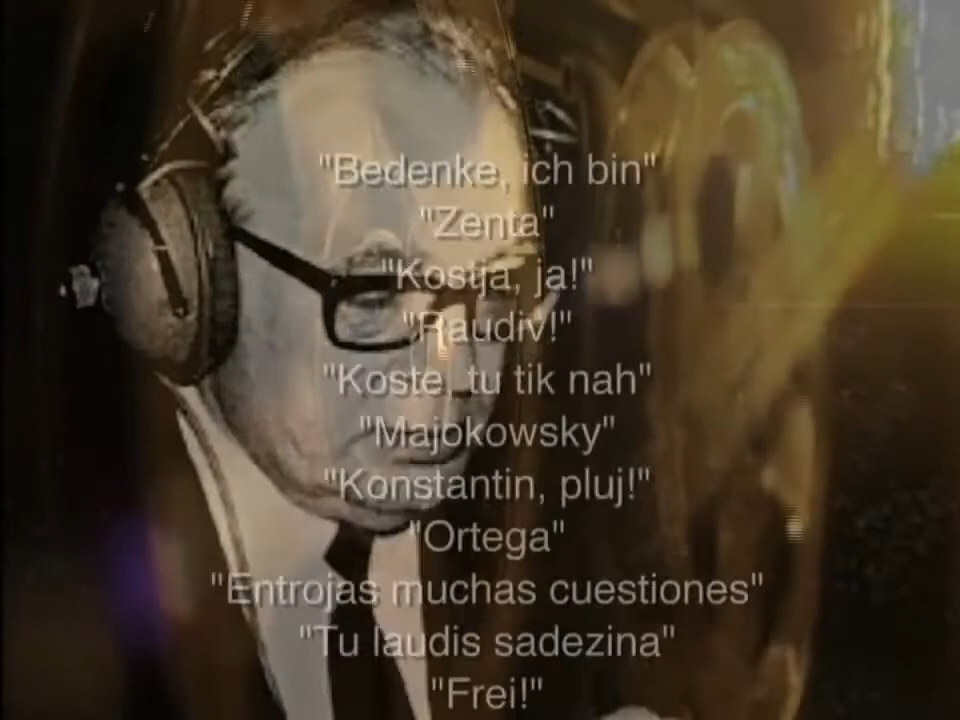 "Bedenke, ich bin"
"Zenta"
"Kostja, ja!"
"Raudiv!"
"Koste, tu tik nah"
"Majokowsky"
"Konstantin, pluj!"
"Ortega"
"Entrojas muchas cuestiones"
"Tu laudis sadezina"
"Frei!"